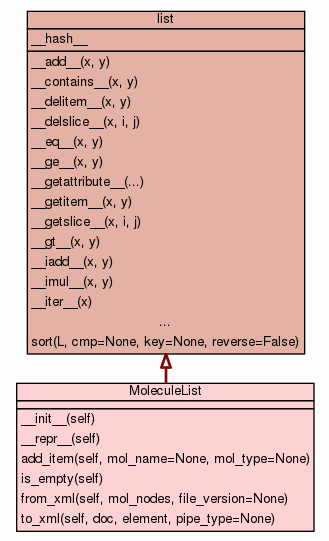 list
__hash__
__add__(x, y)
__contains__(x, y)
__delitem__(x, y)
__delslice__(x, i, j)
__eq__(x, y)
__ge__(x, y)
__getattribute__(...)
__getitem__(x, y)
__getslice__(x, i, j)
__gt__(x, y)
__iadd__(x, y)
__imul__(x, y)
__iter__(x)
...
sort(L, cmp=None, key=None, reverse=False)
MoleculeList
__init__(self)
__repr__(self)
add_item(self, mol_name=None, mol_type=None)
is_empty(self)
from_xml(self, mol_nodes, file_version=None)
to_xml(self, doc, element, pipe_type=None)